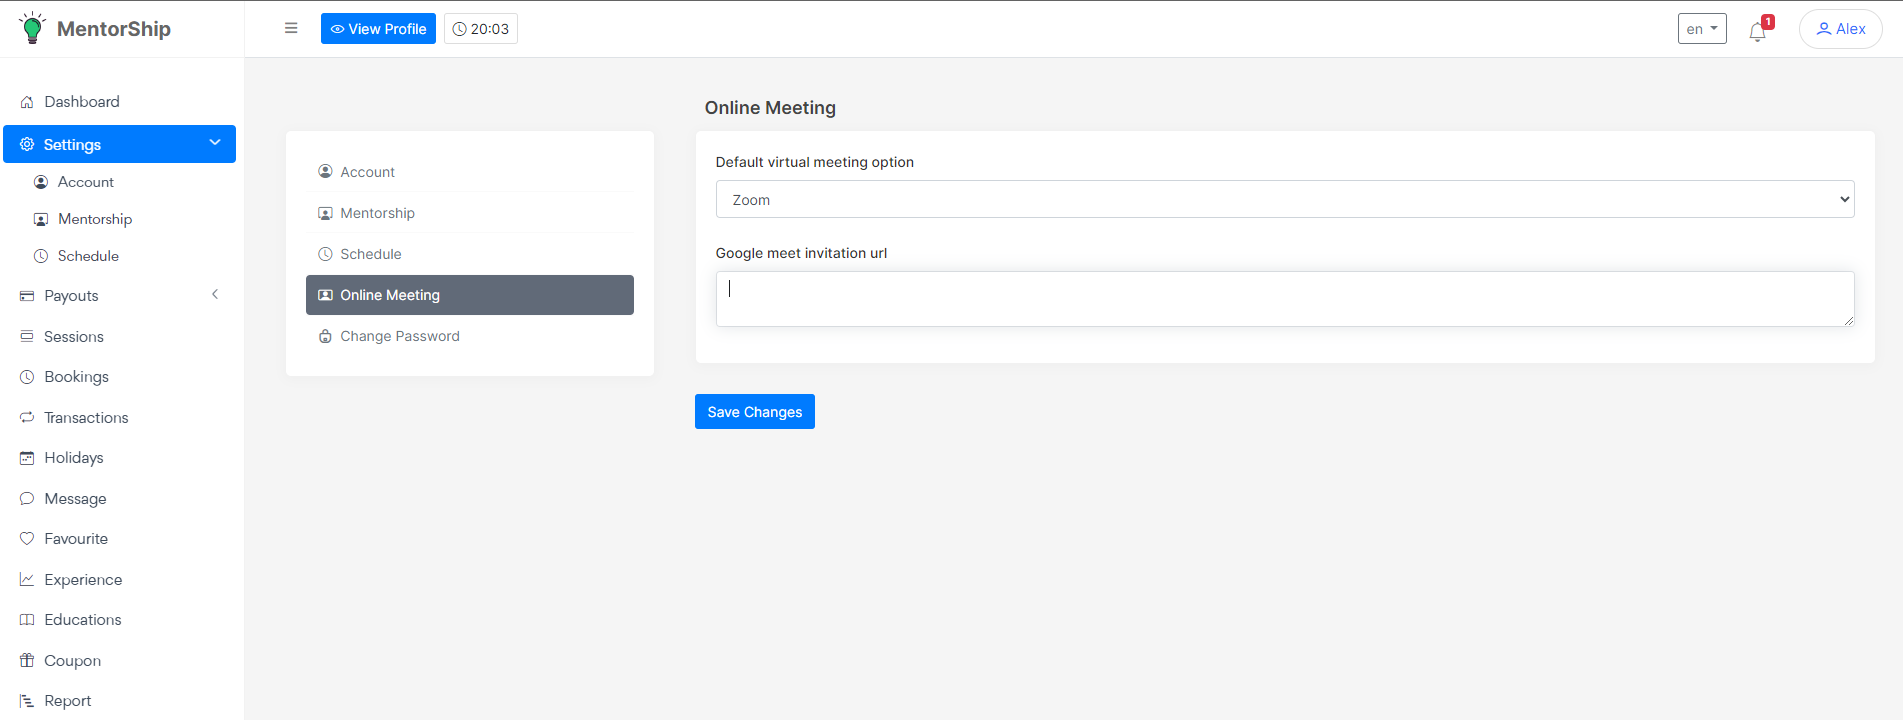 MentorShip
View Profile
20:03
en
1
Alex
Dashboard
Settings
Account
Mentorship
Schedule
Payouts
Sessions
Bookings
Transactions
Holidays
Message
Favourite
Experience
Educations
Coupon
Report
Account
Mentorship
Schedule
Online Meeting
Change Password
Online Meeting
Default virtual meeting option
Zoom
Google meet invitation url
Save Changes